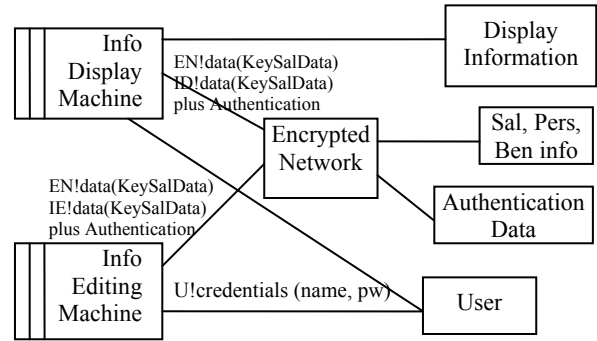 Info
Display
Machine
Display
Information
EN!data(KeySalData)
ID!data(KeySalData)
plus Authentication
Encrypted
Network
Sal, Pers,
Ben info
Authentication
Data
EN!data(KeySalData)
IE!data(KeySalData)
plus Authentication
Info
Editing
Machine
U!credentials (name, pw)
User